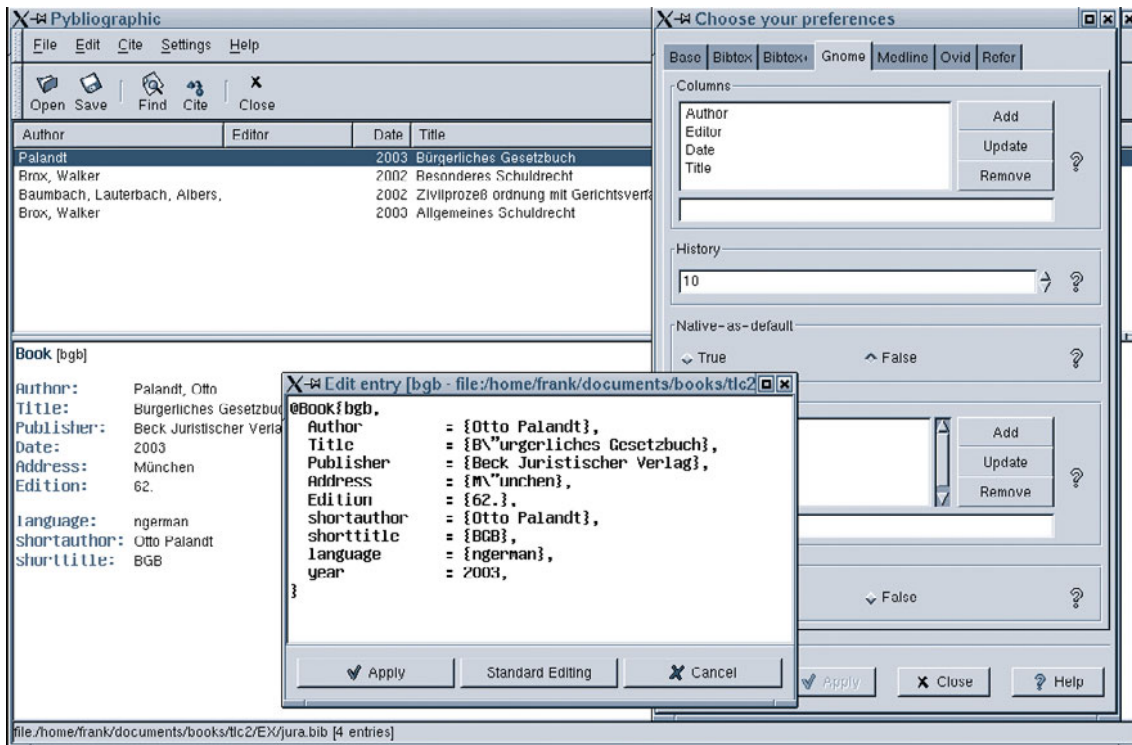 Pybliographic
File Edit Cite Settings Help
Open Save Find Cite Close
Author Editor Date Title
Palandt 2003 Bürgerliches Gesetzbuch
Brox, Walker 2002 Besonderes Schuldrecht
Baumbach, Lauterbach, Albers, 2002 Zivilprozeß ordnung mit Gerichtsverfa
Brox, Walker 2003 Allgemeines Schuldrecht
Book [bgb]
Author: Palandt, Otto
Title: Bürgerliches Gesetzbuc
Publisher: Beck Juristischer Verla
Date: 2003
Address: München
Edition: 62.
language: ngerman
shortauthor: Otto Palandt
shorttitle: BGB
file:/home/frank/documents/books/tlc2/EX/jura.bib [4 entries]
Edit entry [bgb - file:/home/frank/documents/books/tlc2
@Book{bgb,
Author = {Otto Palandt},
Title = {B\"urgerliches Gesetzbuch},
Publisher = {Beck Juristischer Verlag},
Address = {M\"unchen},
Edition = {62.},
shortauthor = {Otto Palandt},
shorttitle = {BGB},
language = {ngerman},
year = 2003,
}
Apply Standard Editing Cancel
Choose your preferences
Base Bibtex Bibtex+ Gnome Medline Ovid Refer
Columns
Author
Editor
Date
Title
Add
Update
Remove
History
10
Native-as-default
True False
Add
Update
Remove
False
Apply Close Help